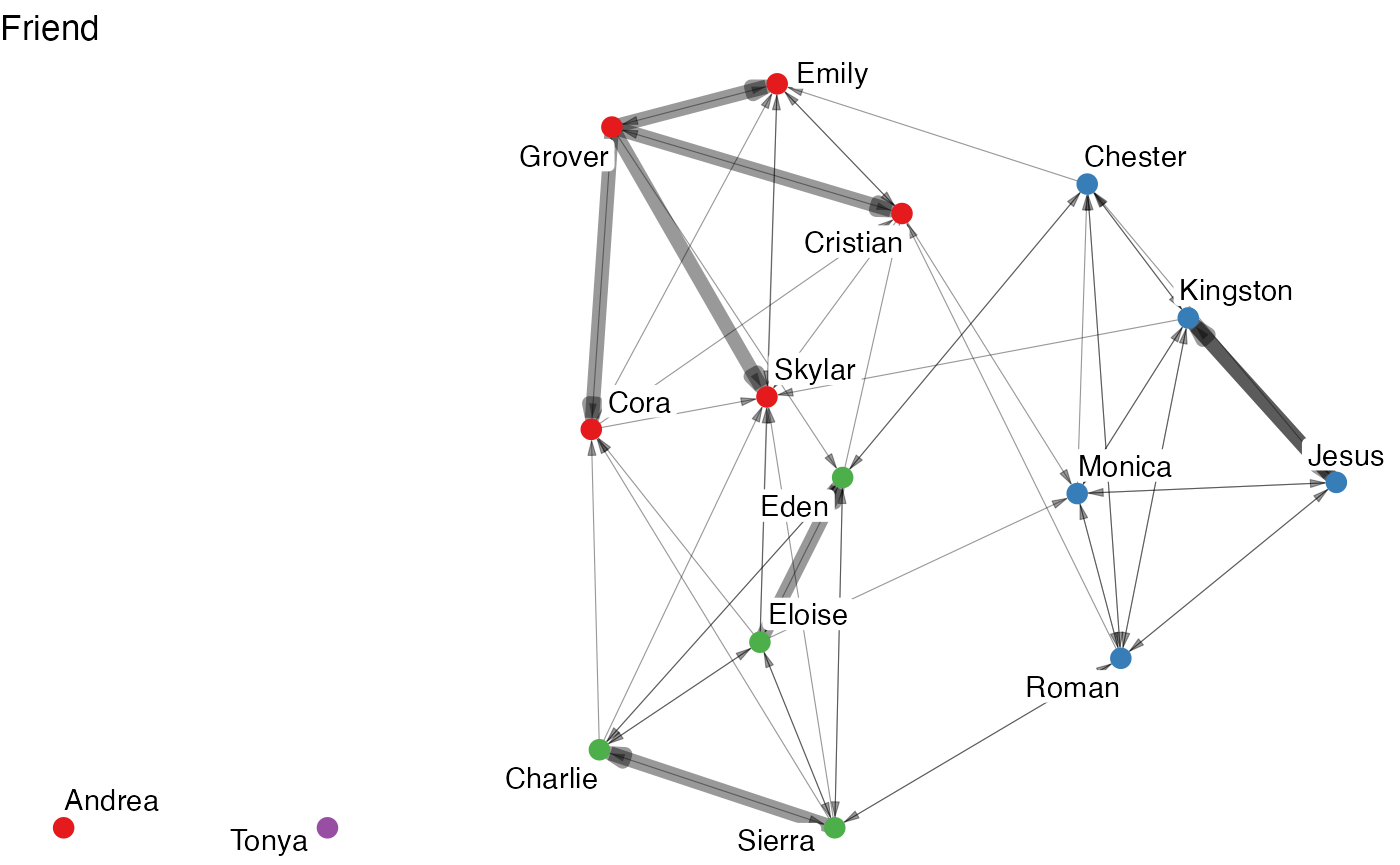 Friend
Emily
Grover
Chester
Cristian
Kingston
Skylar
Cora
Jesus
Monica
Eden
Eloise
Roman
Charlie
Andrea
Tonya
Sierra